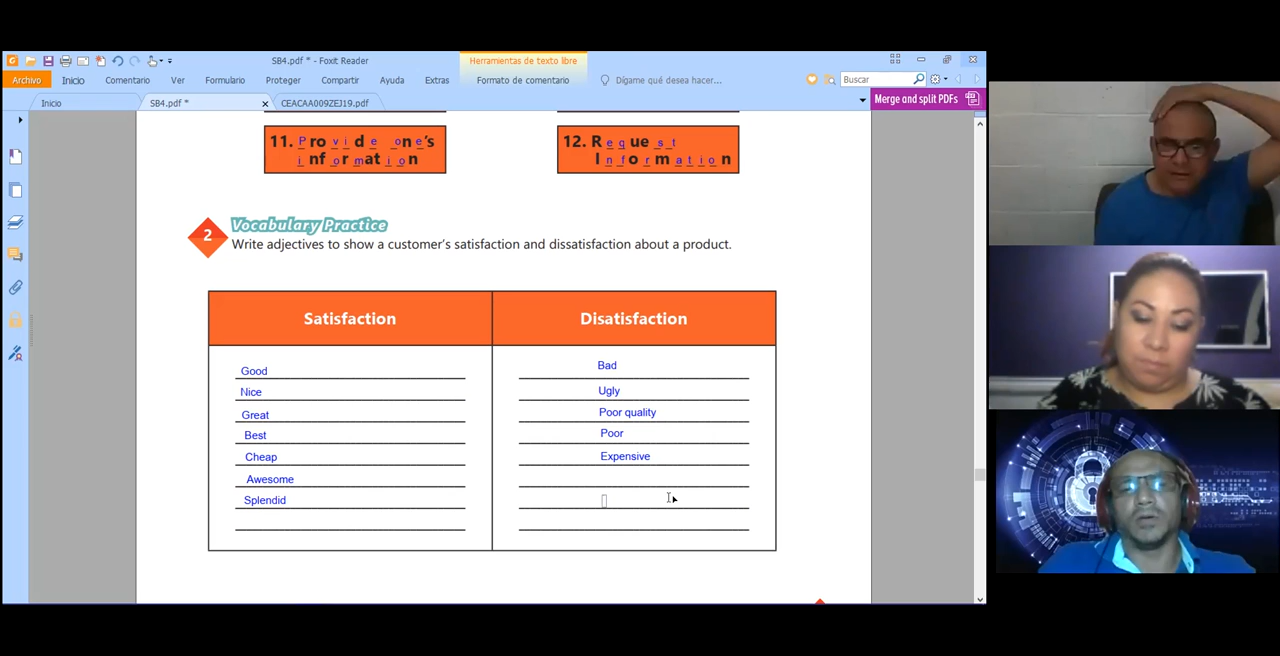 SB4.pdf * - Foxit Reader
Herramientas de texto libre
Archivo Inicio Comentario Ver Formulario Proteger Compartir Ayuda Extras Formato de comentario Dígame qué desea hacer... Buscar
Inicio SB4.pdf * CEACAA009ZEJ19.pdf Merge and split PDFs
11. Provide one's
information
12. Request
Information
2 Vocabulary Practice
Write adjectives to show a customer's satisfaction and dissatisfaction about a product.
Satisfaction Disatisfaction
Good Bad
Nice Ugly
Great Poor quality
Best Poor
Cheap Expensive
Awesome
Splendid